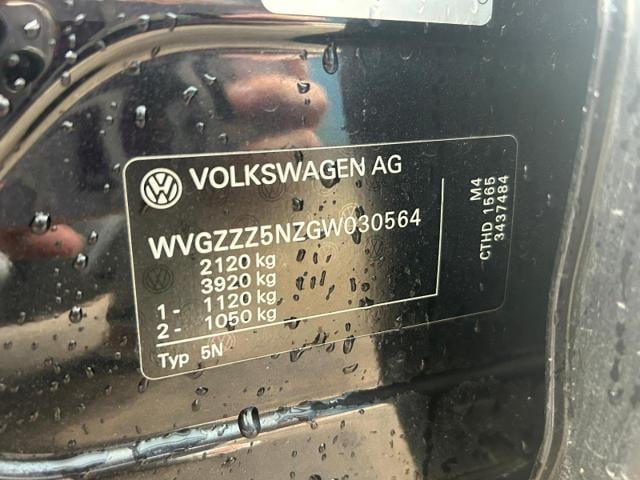 VOLKSWAGEN AG
WVGZZZ5NZGW030564
2120 kg
3920 kg
1- 1120 kg
2- 1050 kg
Typ 5N
M4
CTHD 1565
3437484